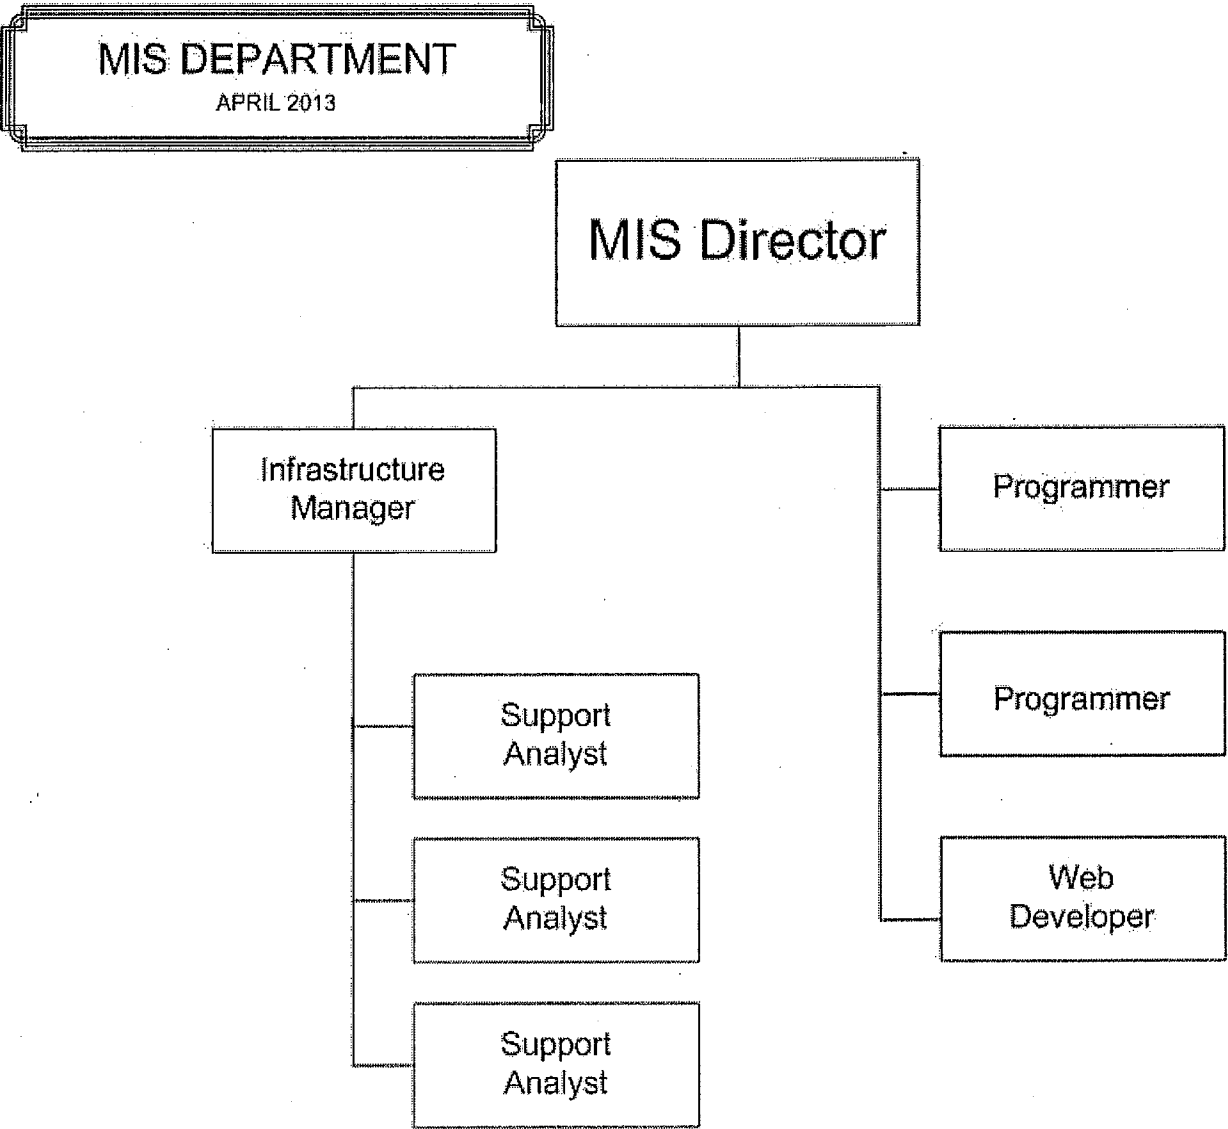 MIS DEPARTMENT
APRIL 2013
MIS Director
Infrastructure
Manager
Support
Analyst
Support
Analyst
Support
Analyst
Programmer
Programmer
Web
Developer